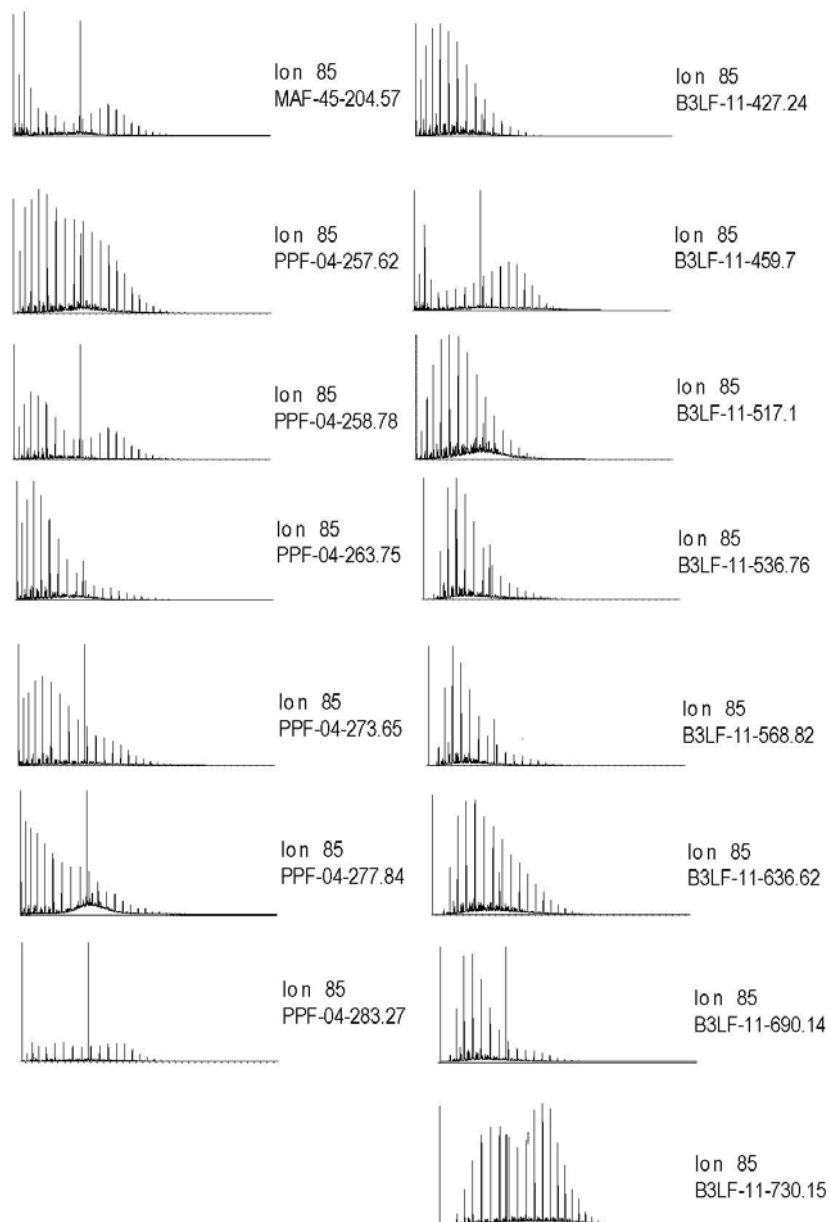 Ion 85
MAF-45-204.57
Ion 85
PPF-04-257.62
Ion 85
PPF-04-258.78
Ion 85
PPF-04-263.75
Ion 85
PPF-04-273.65
Ion 85
PPF-04-277.84
Ion 85
PPF-04-283.27
Ion 85
B3LF-11-427.24
Ion 85
B3LF-11-459.7
Ion 85
B3LF-11-517.1
Ion 85
B3LF-11-536.76
Ion 85
B3LF-11-568.82
Ion 85
B3LF-11-636.62
Ion 85
B3LF-11-690.14
Ion 85
B3LF-11-730.15